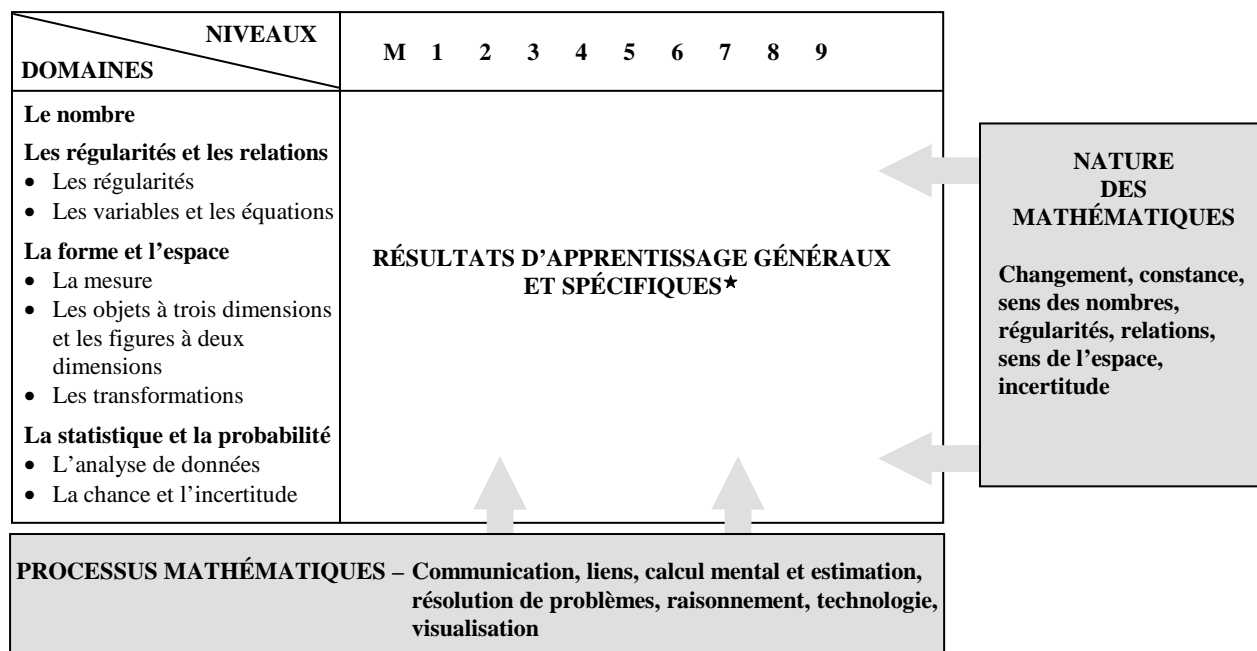 NIVEAUX
DOMAINES
M 1 2 3 4 5 6 7 8 9
Le nombre
Les régularités et les relations
• Les régularités
• Les variables et les équations
La forme et l'espace
• La mesure
• Les objets à trois dimensions
et les figures à deux
dimensions
• Les transformations
La statistique et la probabilité
• L'analyse de données
• La chance et l'incertitude
RÉSULTATS D'APPRENTISSAGE GÉNÉRAUX
ET SPÉCIFIQUES★
NATURE
DES
MATHÉMATIQUES
Changement, constance,
sens des nombres,
régularités, relations,
sens de l'espace,
incertitude
PROCESSUS MATHÉMATIQUES – Communication, liens, calcul mental et estimation,
résolution de problèmes, raisonnement, technologie,
visualisation